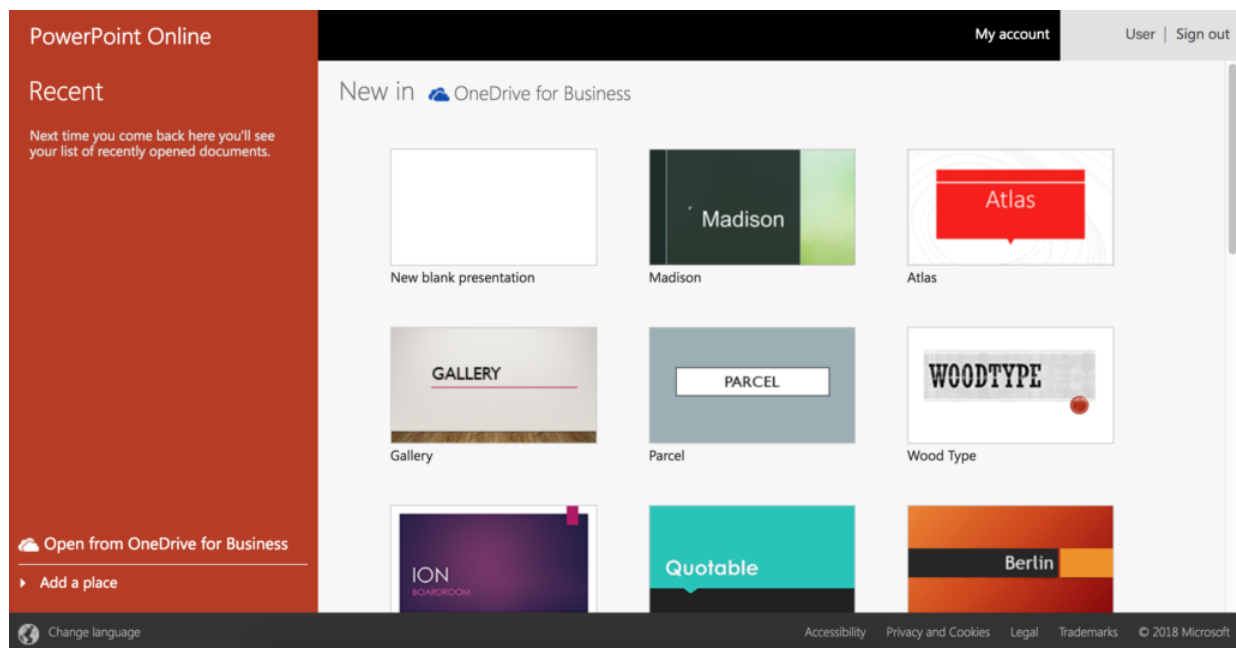 PowerPoint Online
My account
User | Sign out
Recent
Next time you come back here you'll see
your list of recently opened documents.
Open from OneDrive for Business
Add a place
New in OneDrive for Business
New blank presentation
Madison
Madison
Atlas
Atlas
GALLERY
Gallery
PARCEL
Parcel
WOODTYPE
Wood Type
ION
BOARDROOM
Quotable
Berlin
Change language
Accessibility
Privacy and Cookies
Legal
Trademarks
© 2018 Microsoft